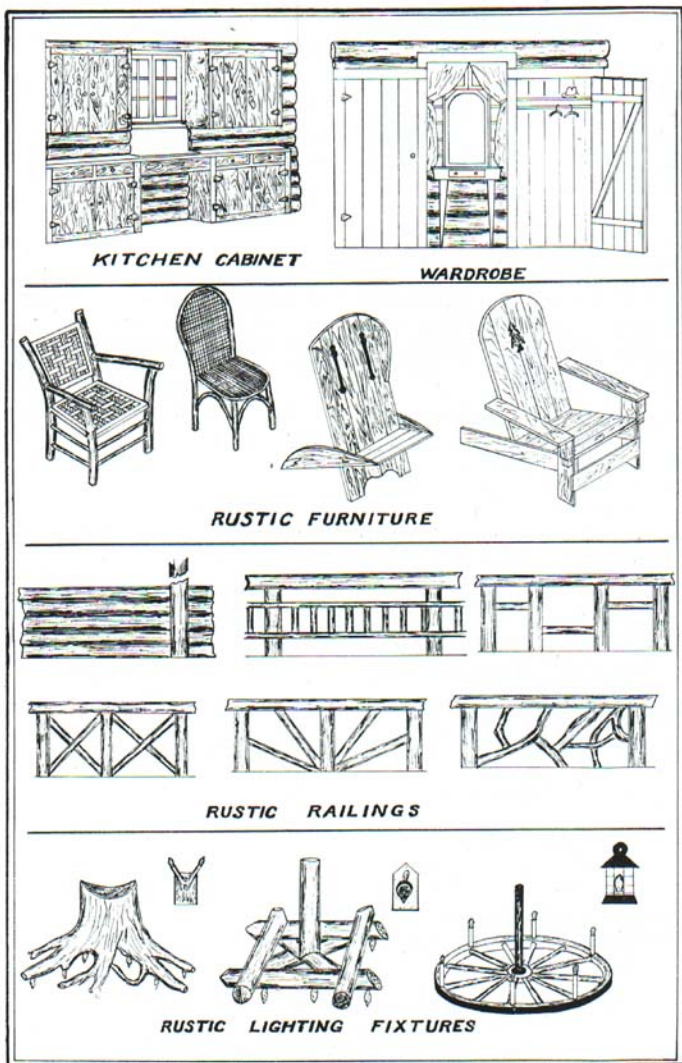 KITCHEN CABINET
WARDROBE
RUSTIC FURNITURE
RUSTIC RAILINGS
RUSTIC LIGHTING FIXTURES